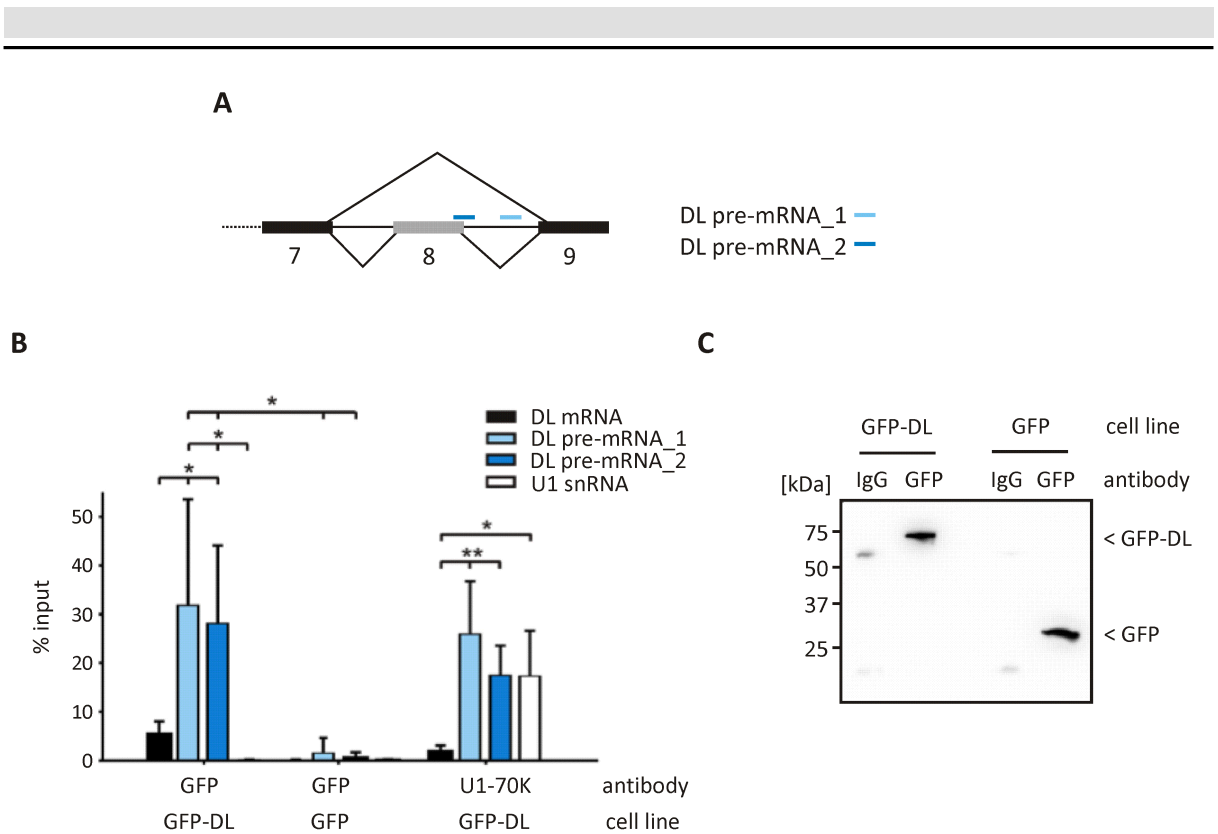 A
DL pre-mRNA_1
DL pre-mRNA_2
7 8 9
B
C
* 
*
*
*
**
DL mRNA
DL pre-mRNA_1
DL pre-mRNA_2
U1 snRNA
% input
50
40
30
20
10
0
GFP GFP U1-70K antibody
GFP-DL GFP GFP-DL cell line
GFP-DL GFP cell line
[kDa] IgG GFP IgG GFP antibody
75
50
37
25
< GFP-DL
< GFP